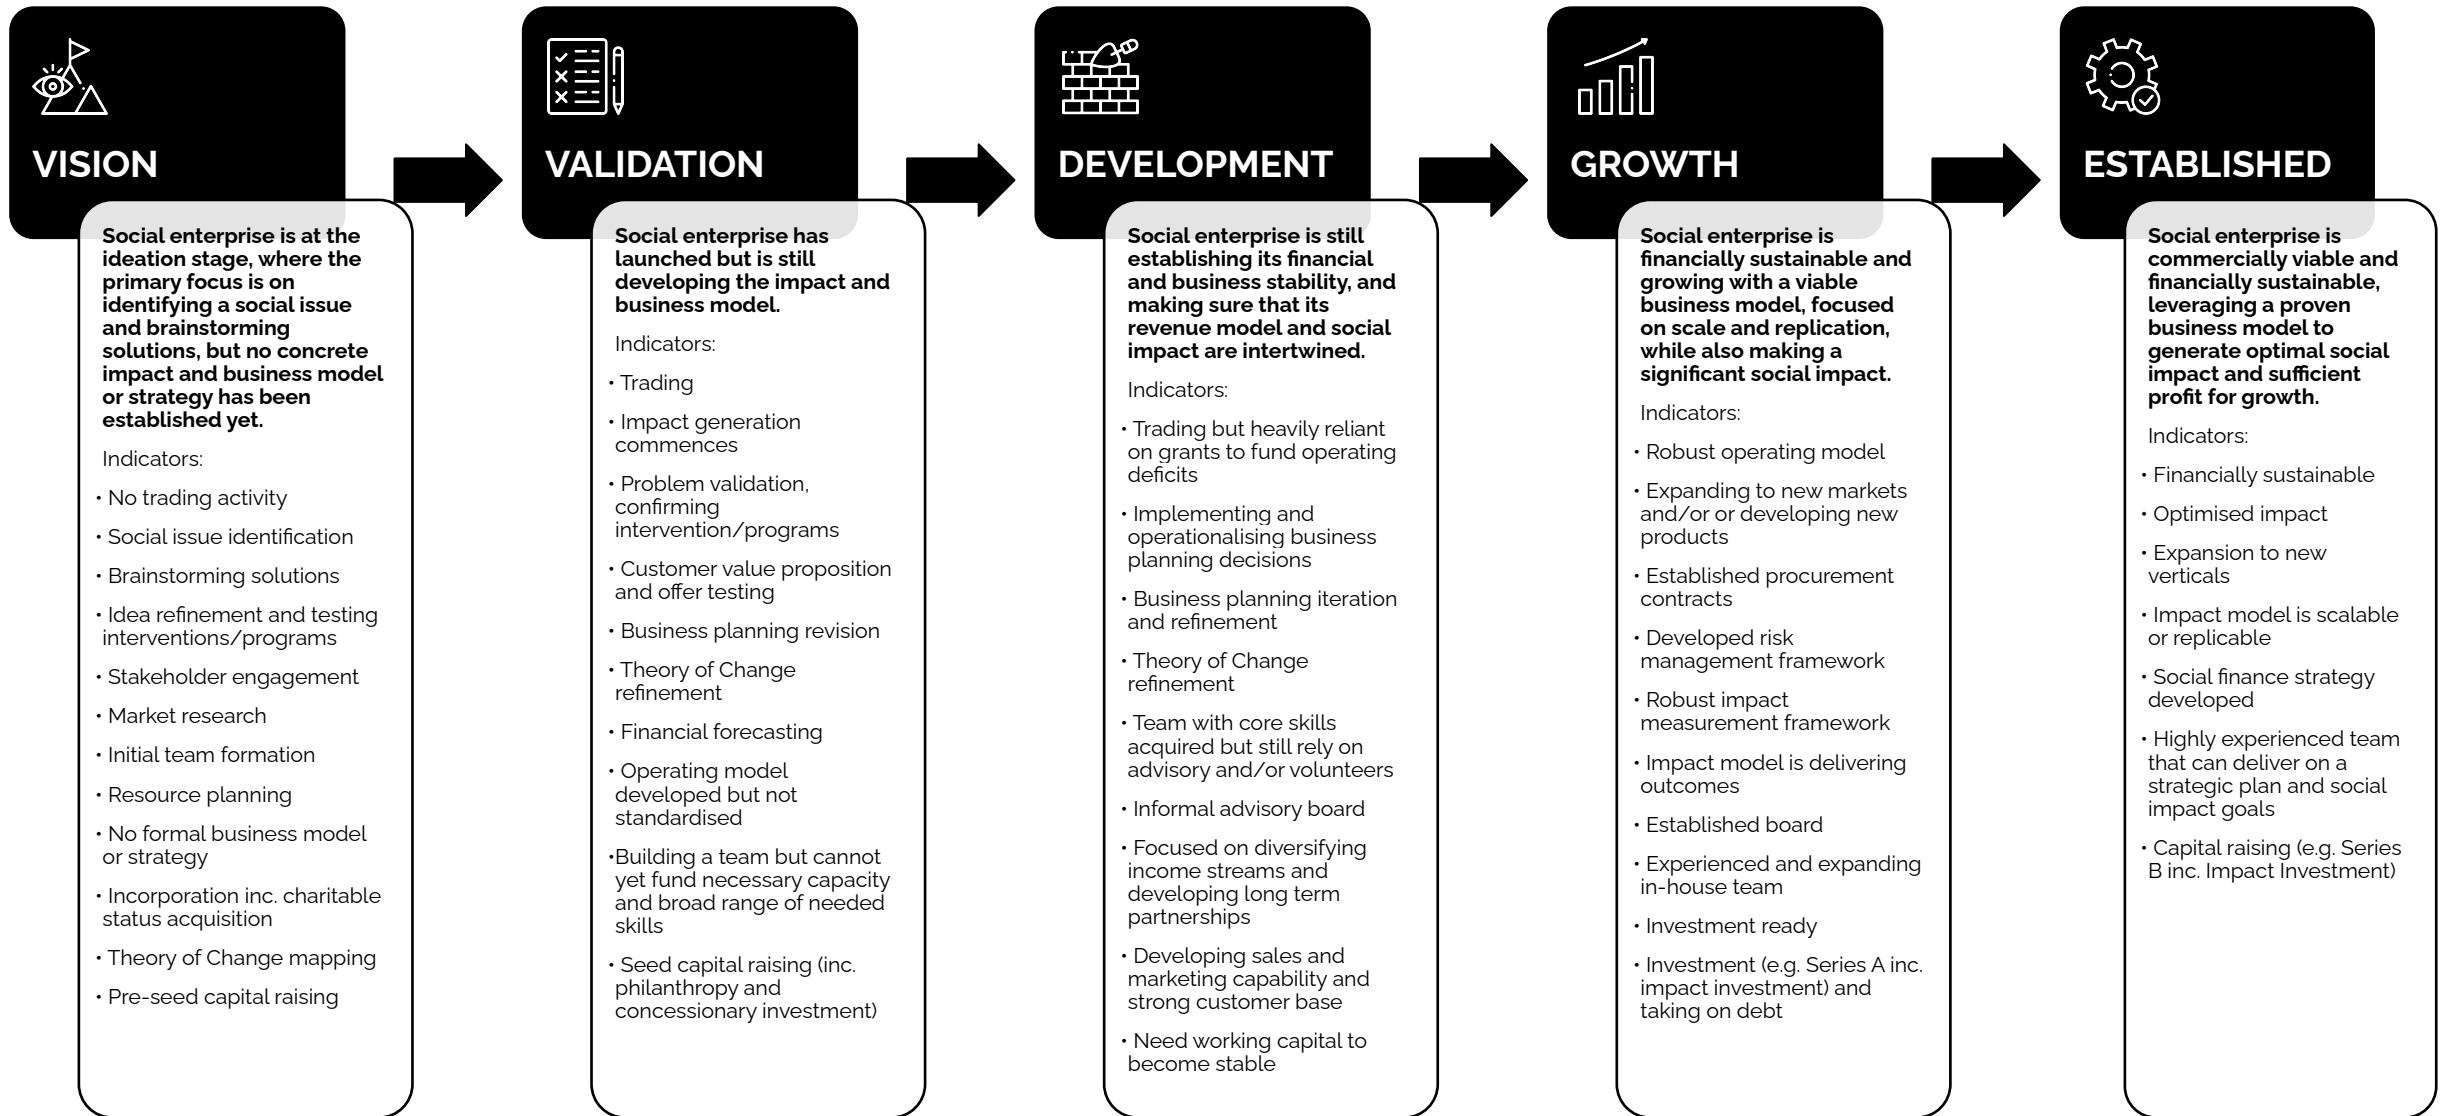 VISION
Social enterprise is at the
ideation stage, where the
primary focus is on
identifying a social issue
and brainstorming
solutions, but no concrete
impact and business model
or strategy has been
established yet.
Indicators:
• No trading activity
• Social issue identification
• Brainstorming solutions
• Idea refinement and testing
interventions/programs
• Stakeholder engagement
• Market research
• Initial team formation
• Resource planning
• No formal business model
or strategy
• Incorporation inc. charitable
status acquisition
• Theory of Change mapping
• Pre-seed capital raising
VALIDATION
Social enterprise has
launched but is still
developing the impact and
business model.
Indicators:
• Trading
• Impact generation
commences
• Problem validation,
confirming
intervention/programs
• Customer value proposition
and offer testing
• Business planning revision
• Theory of Change
refinement
• Financial forecasting
• Operating model
developed but not
standardised
•Building a team but cannot
yet fund necessary capacity
and broad range of needed
skills
• Seed capital raising (inc.
philanthropy and
concessionary investment)
DEVELOPMENT
Social enterprise is still
establishing its financial
and business stability, and
making sure that its
revenue model and social
impact are intertwined.
Indicators:
• Trading but heavily reliant
on grants to fund operating
deficits
• Implementing and
operationalising business
planning decisions
• Business planning iteration
and refinement
• Theory of Change
refinement
• Team with core skills
acquired but still rely on
advisory and/or volunteers
• Informal advisory board
• Focused on diversifying
income streams and
developing long term
partnerships
• Developing sales and
marketing capability and
strong customer base
• Need working capital to
become stable
GROWTH
Social enterprise is
financially sustainable and
growing with a viable
business model, focused
on scale and replication,
while also making a
significant social impact.
Indicators:
• Robust operating model
• Expanding to new markets
and/or or developing new
products
• Established procurement
contracts
• Developed risk
management framework
• Robust impact
measurement framework
• Impact model is delivering
outcomes
• Established board
• Experienced and expanding
in-house team
• Investment ready
• Investment (e.g. Series A inc.
impact investment) and
taking on debt
ESTABLISHED
Social enterprise is
commercially viable and
financially sustainable,
leveraging a proven
business model to
generate optimal social
impact and sufficient
profit for growth.
Indicators:
• Financially sustainable
• Optimised impact
• Expansion to new
verticals
• Impact model is scalable
or replicable
• Social finance strategy
developed
• Highly experienced team
that can deliver on a
strategic plan and social
impact goals
• Capital raising (e.g. Series
B inc. Impact Investment)